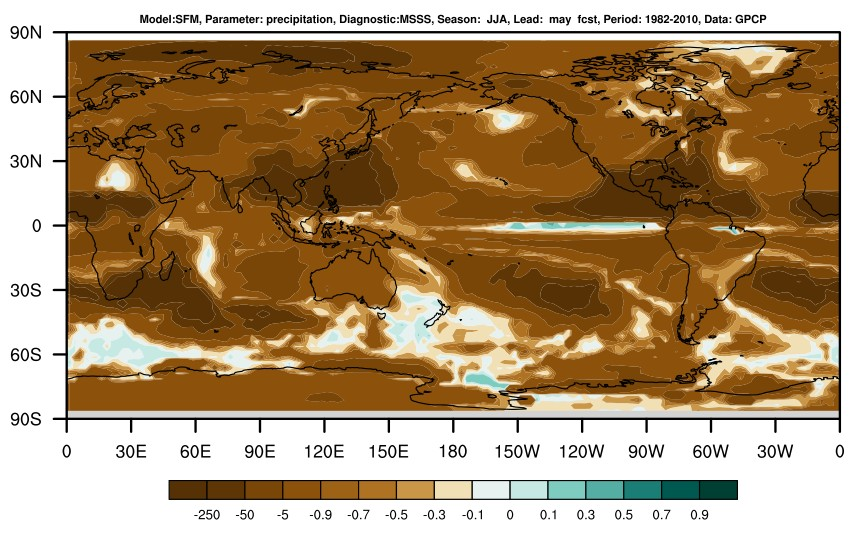 Model:SFM, Parameter: precipitation, Diagnostic:MSSS, Season: JJA, Lead: may fcst, Period: 1982-2010, Data: GPCP
90N
60N
30N
0
30S
60S
90S
0 30E 60E 90E 120E 150E 180 150W 120W 90W 60W 30W 0
-250 -50 -5 -0.9 -0.7 -0.5 -0.3 -0.1 0 0.1 0.3 0.5 0.7 0.9